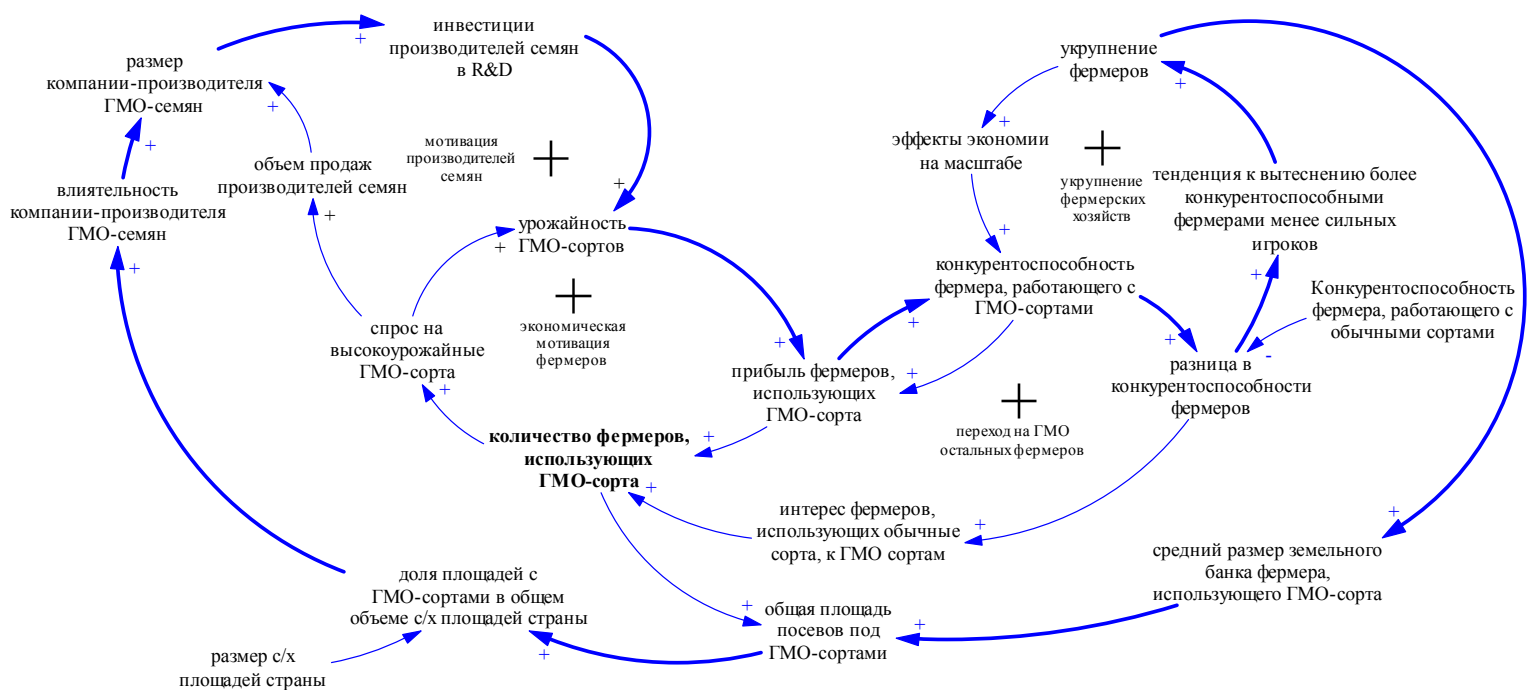 инвестиции
производителей семян
в R&D
размер
компании-производителя
ГМО-семян
мотивация
производителей
семян
объем продаж
производителей семян
влиятельность
компании-производителя
ГМО-семян
урожайность
ГМО-сортов
экономическая
мотивация
фермеров
спрос на
высокоурожайные
ГМО-сорта
количество фермеров,
использующих
ГМО-сорта
прибыль фермеров,
использующих
ГМО-сорта
укрупнение
фермеров
эффекты экономии
на масштабе
укрупнение
фермерских
хозяйств
тенденция к вытеснению более
конкурентоспособными
фермерами менее сильных
игроков
конкурентоспособность
фермера, работающего с
ГМО-сортами
Конкурентоспособность
фермера, работающего с
обычными сортами
разница в
конкурентоспособности
фермеров
переход на ГМО
остальных фермеров
интерес фермеров,
использующих обычные
сорта, к ГМО сортам
средний размер земельного
банка фермера,
использующего ГМО-сорта
общая площадь
посевов под
ГМО-сортами
доля площадей с
ГМО-сортами в общем
объеме с/х площадей страны
размер с/х
площадей страны